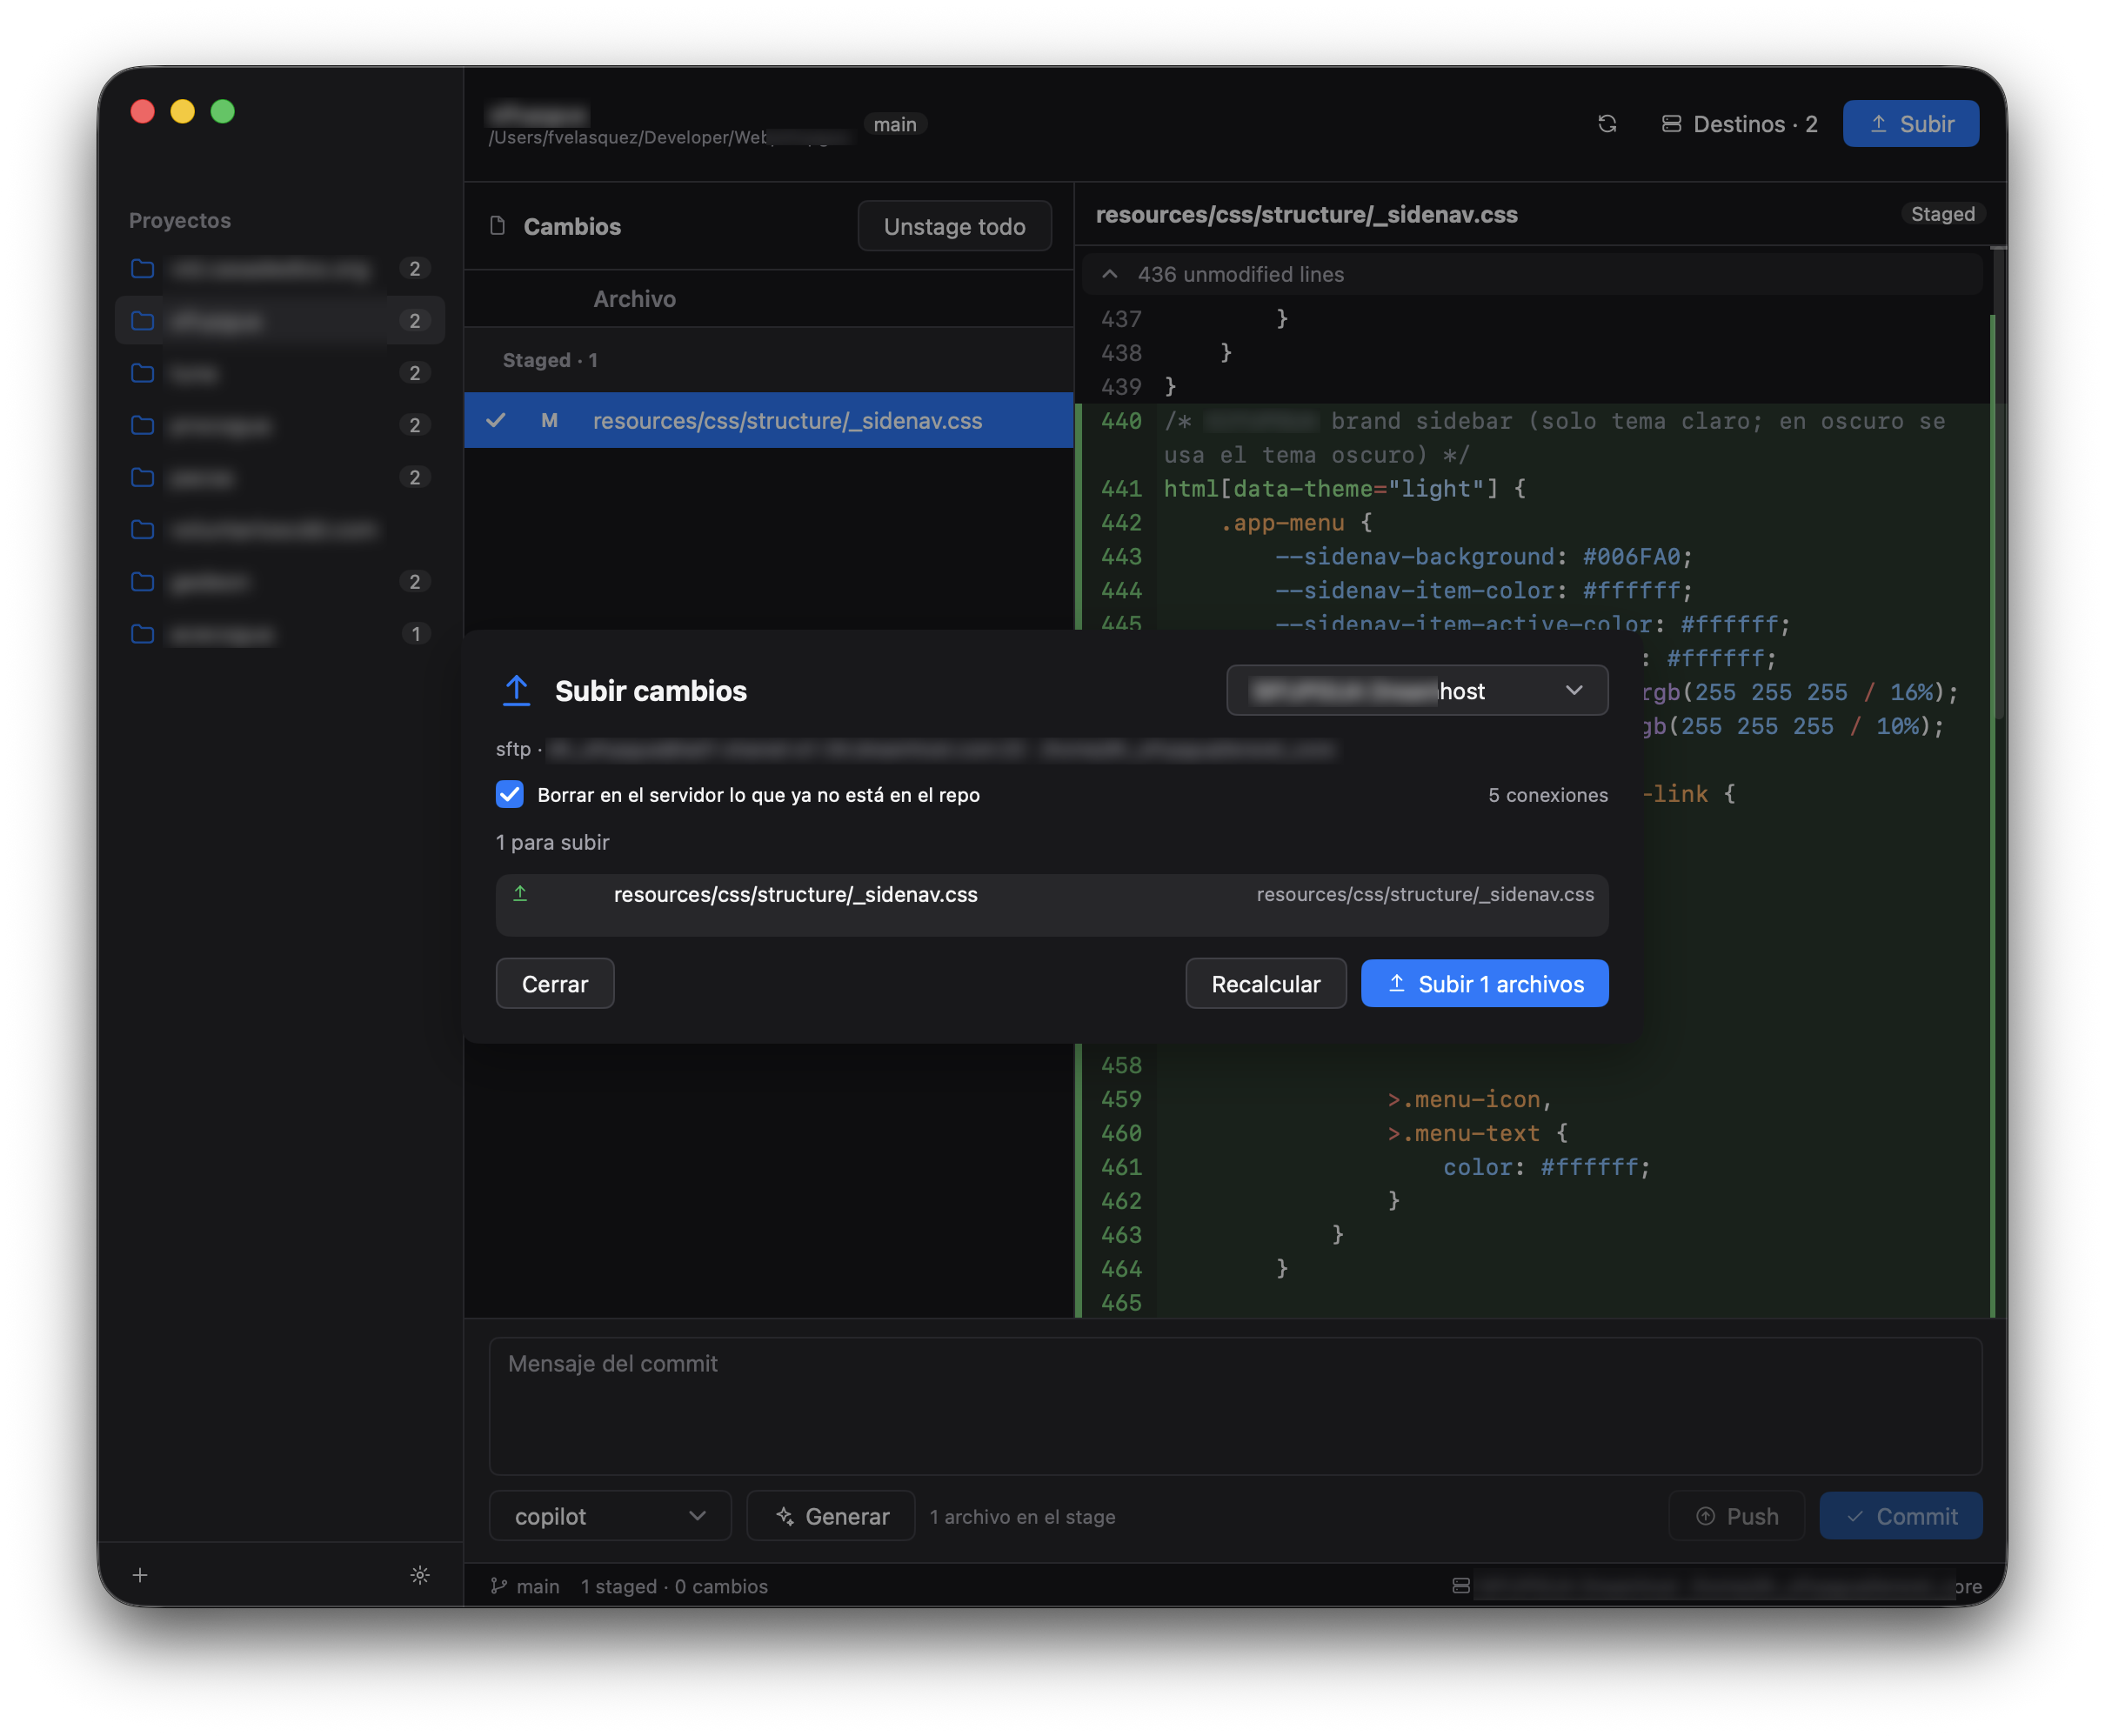 /Users/fvelasquez/Developer/Web
main
Destinos · 2
Subir
Proyectos
2
2
2
2
2
2
1
Cambios
Unstage todo
Archivo
Staged · 1
M resources/css/structure/_sidenav.css
resources/css/structure/_sidenav.css
Staged
436 unmodified lines
437 }
438 }
439 }
440 /* brand sidebar (solo tema claro; en oscuro se
usa el tema oscuro) */
441 html[data-theme="light"] {
442 .app-menu {
443 --sidenav-background: #006FA0;
444 --sidenav-item-color: #ffffff;
445 --sidenav-item-active-color: #ffffff;
: #ffffff;
rgb(255 255 255 / 16%);
gb(255 255 255 / 10%);
-link {
Subir cambios
host
sftp ·
Borrar en el servidor lo que ya no está en el repo
5 conexiones
1 para subir
resources/css/structure/_sidenav.css
resources/css/structure/_sidenav.css
Cerrar
Recalcular
Subir 1 archivos
458
459 >.menu-icon,
460 >.menu-text {
461 color: #ffffff;
462 }
463 }
464 }
465
Mensaje del commit
copilot
Generar
1 archivo en el stage
Push
Commit
main
1 staged · 0 cambios
ore